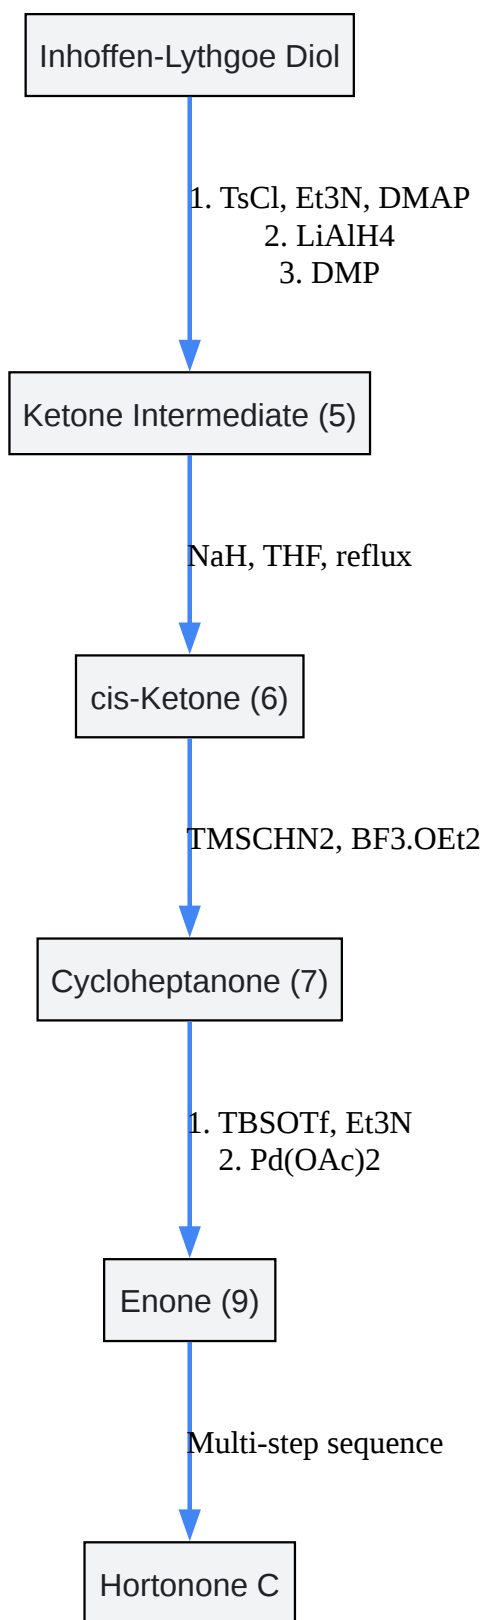 Inhoffen-Lythgoe Diol
1. TsCl, Et3N, DMAP
2. LiAlH4
3. DMP
Ketone Intermediate (5)
NaH, THF, reflux
cis-Ketone (6)
TMSCHN2, BF3.OEt2
Cycloheptanone (7)
1. TBSOTf, Et3N
2. Pd(OAc)2
Enone (9)
Multi-step sequence
Hortonone C